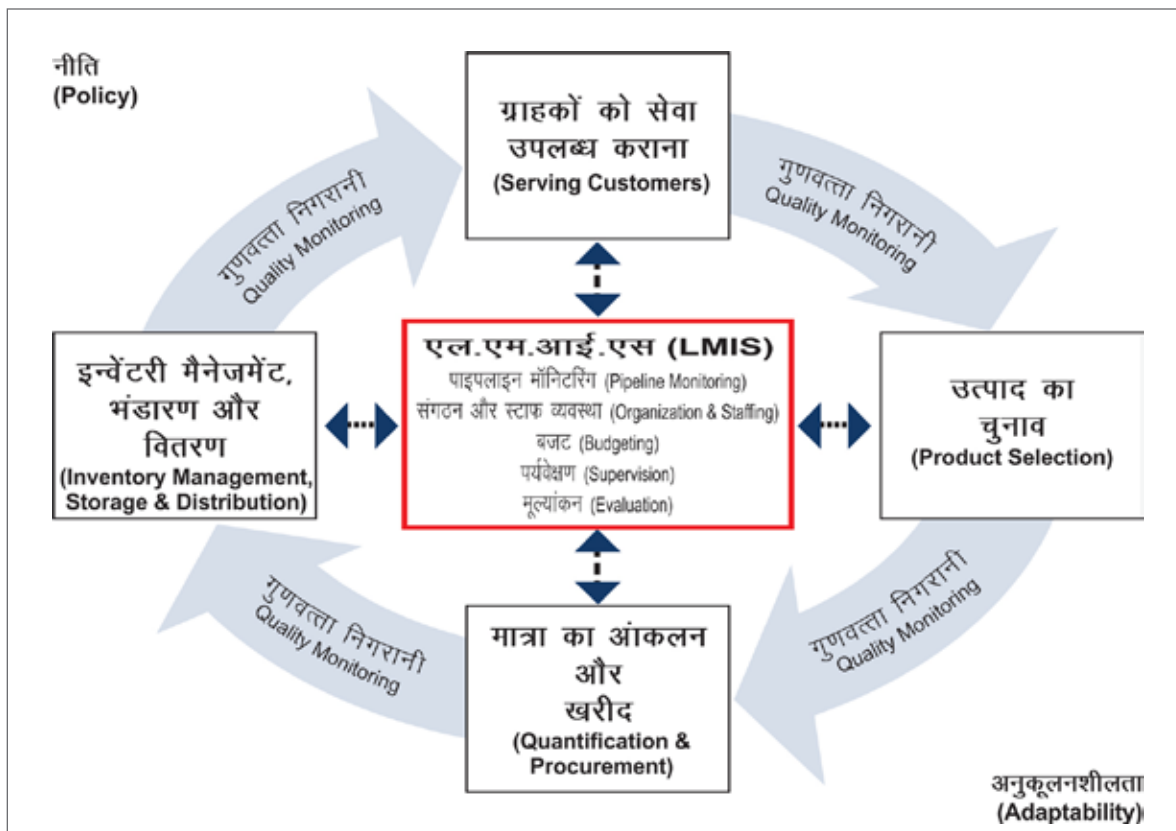 नीति
(Policy)
ग्राहकों को सेवा
उपलब्ध कराना
(Serving Customers)
गुणवत्ता निगरानी
Quality Monitoring
गुणवत्ता निगरानी
Quality Monitoring
इन्वेंटरी मैनेजमेंट,
भंडारण और
वितरण
(Inventory Management,
Storage & Distribution)
एल.एम.आई.एस (LMIS)
पाइपलाइन मॉनिटरिंग (Pipeline Monitoring)
संगठन और स्टाफ व्यवस्था (Organization & Staffing)
बजट (Budgeting)
पर्यवेक्षण (Supervision)
मूल्यांकन (Evaluation)
उत्पाद का
चुनाव
(Product Selection)
गुणवत्ता निगरानी
Quality Monitoring
मात्रा का आंकलन
और
खरीद
(Quantification &
Procurement)
गुणवत्ता निगरानी
Quality Monitoring
अनुकूलनशीलता
(Adaptability)